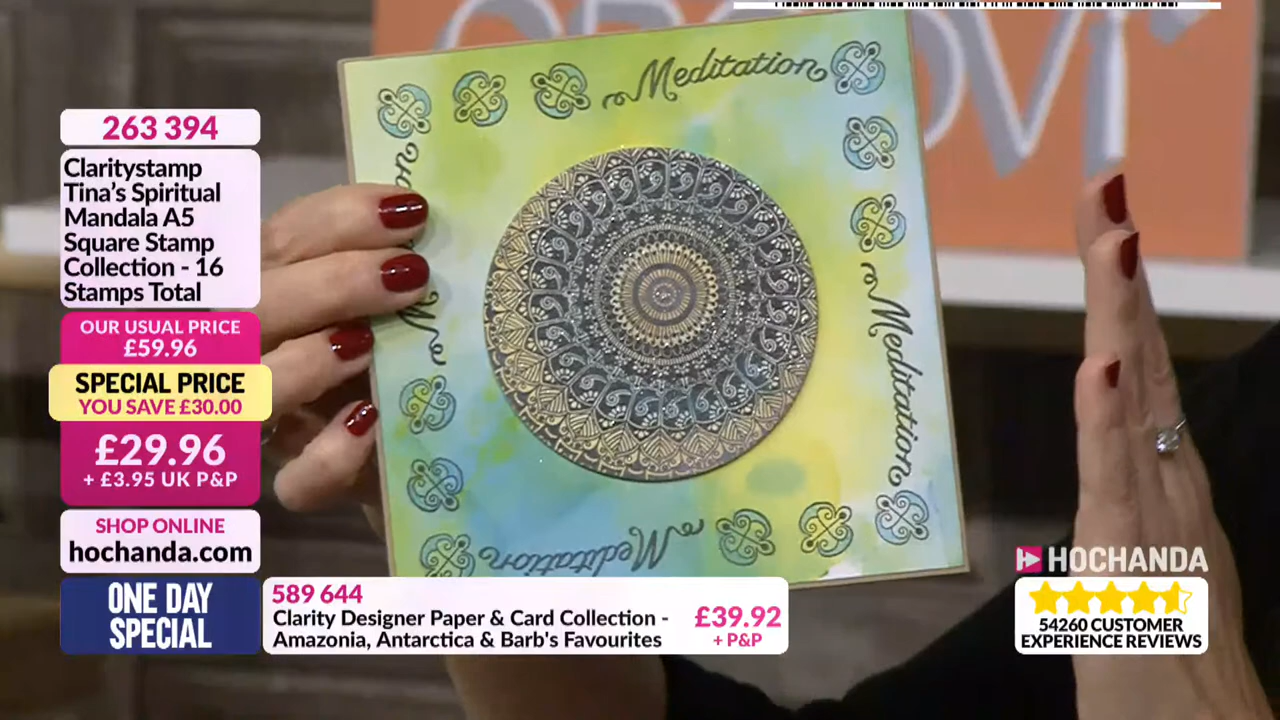 263 394
Claritystamp
Tina's Spiritual
Mandala A5
Square Stamp
Collection - 16
Stamps Total
OUR USUAL PRICE
£59.96
SPECIAL PRICE
YOU SAVE £30.00
£29.96
+ £3.95 UK P&P
SHOP ONLINE
hochanda.com
ONE DAY
SPECIAL
589 644
Clarity Designer Paper & Card Collection -
Amazonia, Antarctica & Barb's Favourites
£39.92
+ P&P
Meditation
Meditation
Meditation
HOCHANDA
54260 CUSTOMER
EXPERIENCE REVIEWS